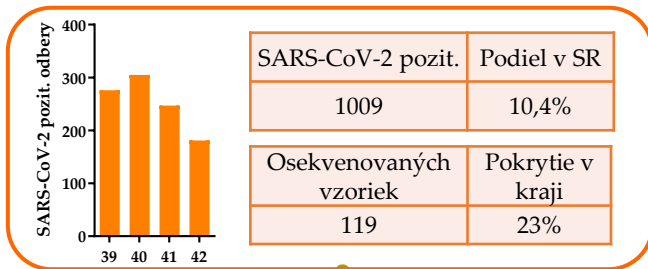 SARS-CoV-2 pozit. odbery
400
300
200
100
0
39 40 41 42
SARS-CoV-2 pozit. Podiel v SR
1009 10,4%
Osekvenovaných vzoriek Pokrytie v kraji
119 23%